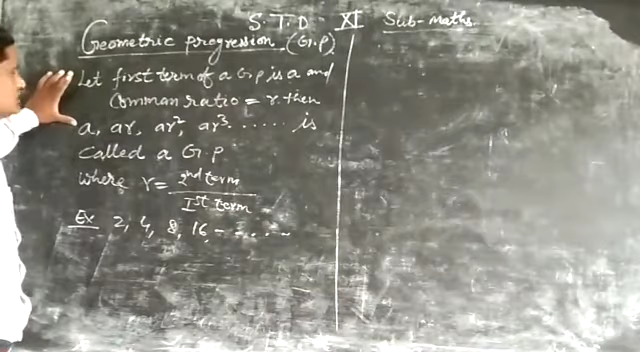 S.T.D - XI Sub-Maths.
Geometric progression (G.P)
Let first term of a G.P is a and
Common ratio = r. then
a, ar, ar², ar³ ...... is
Called a G.P
where r = 2nd term
Ist term
Ex 2, 4, 8, 16, - .....